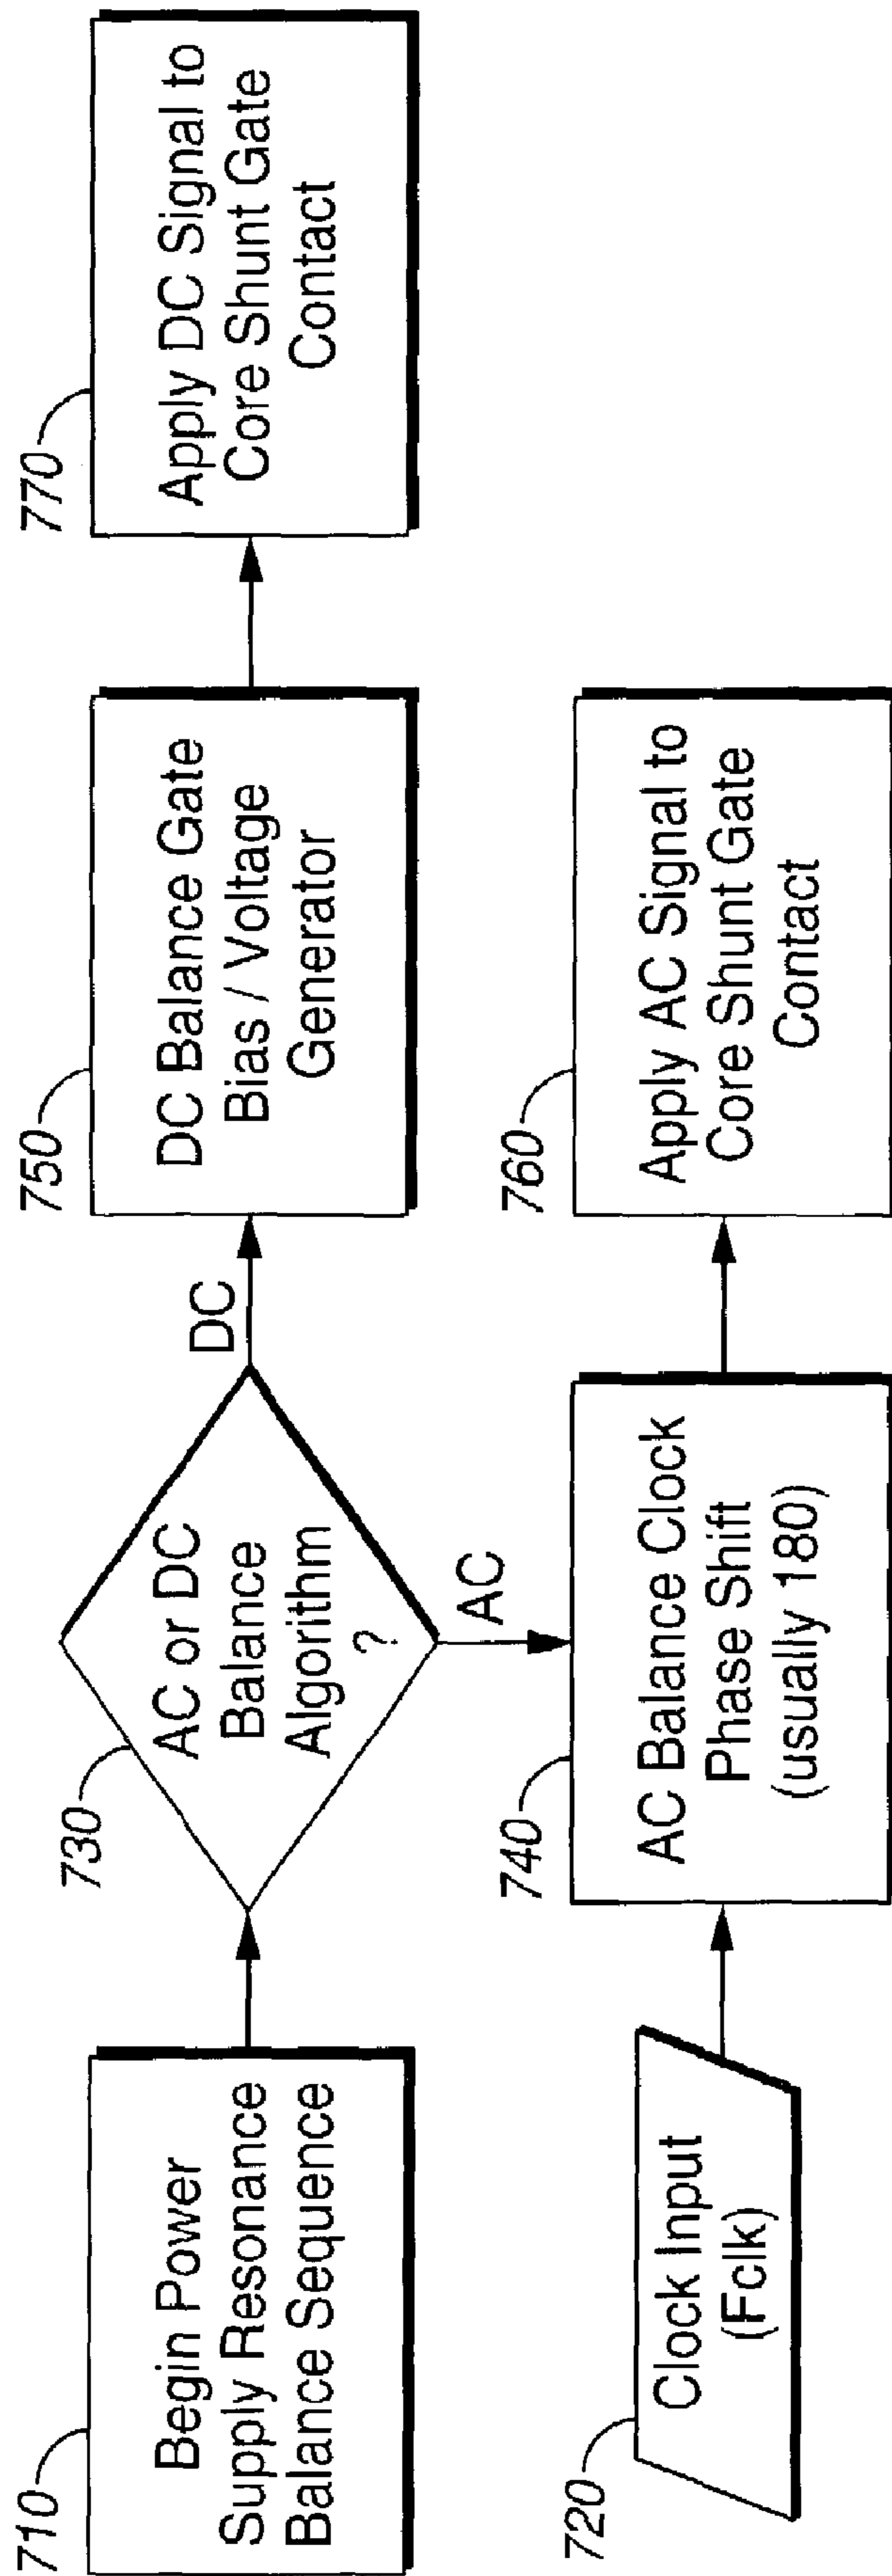 710
Begin Power
Supply Resonance
Balance Sequence
730
AC or DC
Balance
Algorithm
?
DC
AC
750
DC Balance Gate
Bias / Voltage
Generator
770
Apply DC Signal to
Core Shunt Gate
Contact
720
Clock Input
(Fclk)
740
AC Balance Clock
Phase Shift
(usually 180)
760
Apply AC Signal to
Core Shunt Gate
Contact